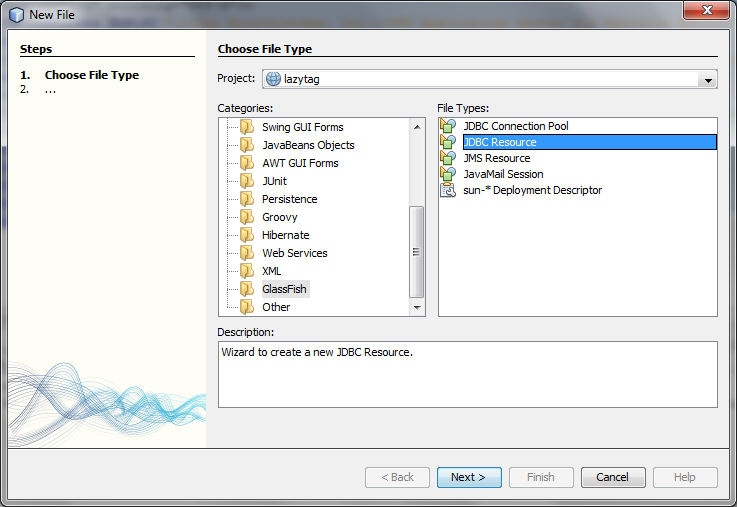 New File
Steps
1. Choose File Type
2. ...
Choose File Type
Project: lazytag
Categories:
Swing GUI Forms
JavaBeans Objects
AWT GUI Forms
JUnit
Persistence
Groovy
Hibernate
Web Services
XML
GlassFish
Other
File Types:
JDBC Connection Pool
JDBC Resource
JMS Resource
JavaMail Session
sun-* Deployment Descriptor
Description:
Wizard to create a new JDBC Resource.
< Back Next > Finish Cancel Help